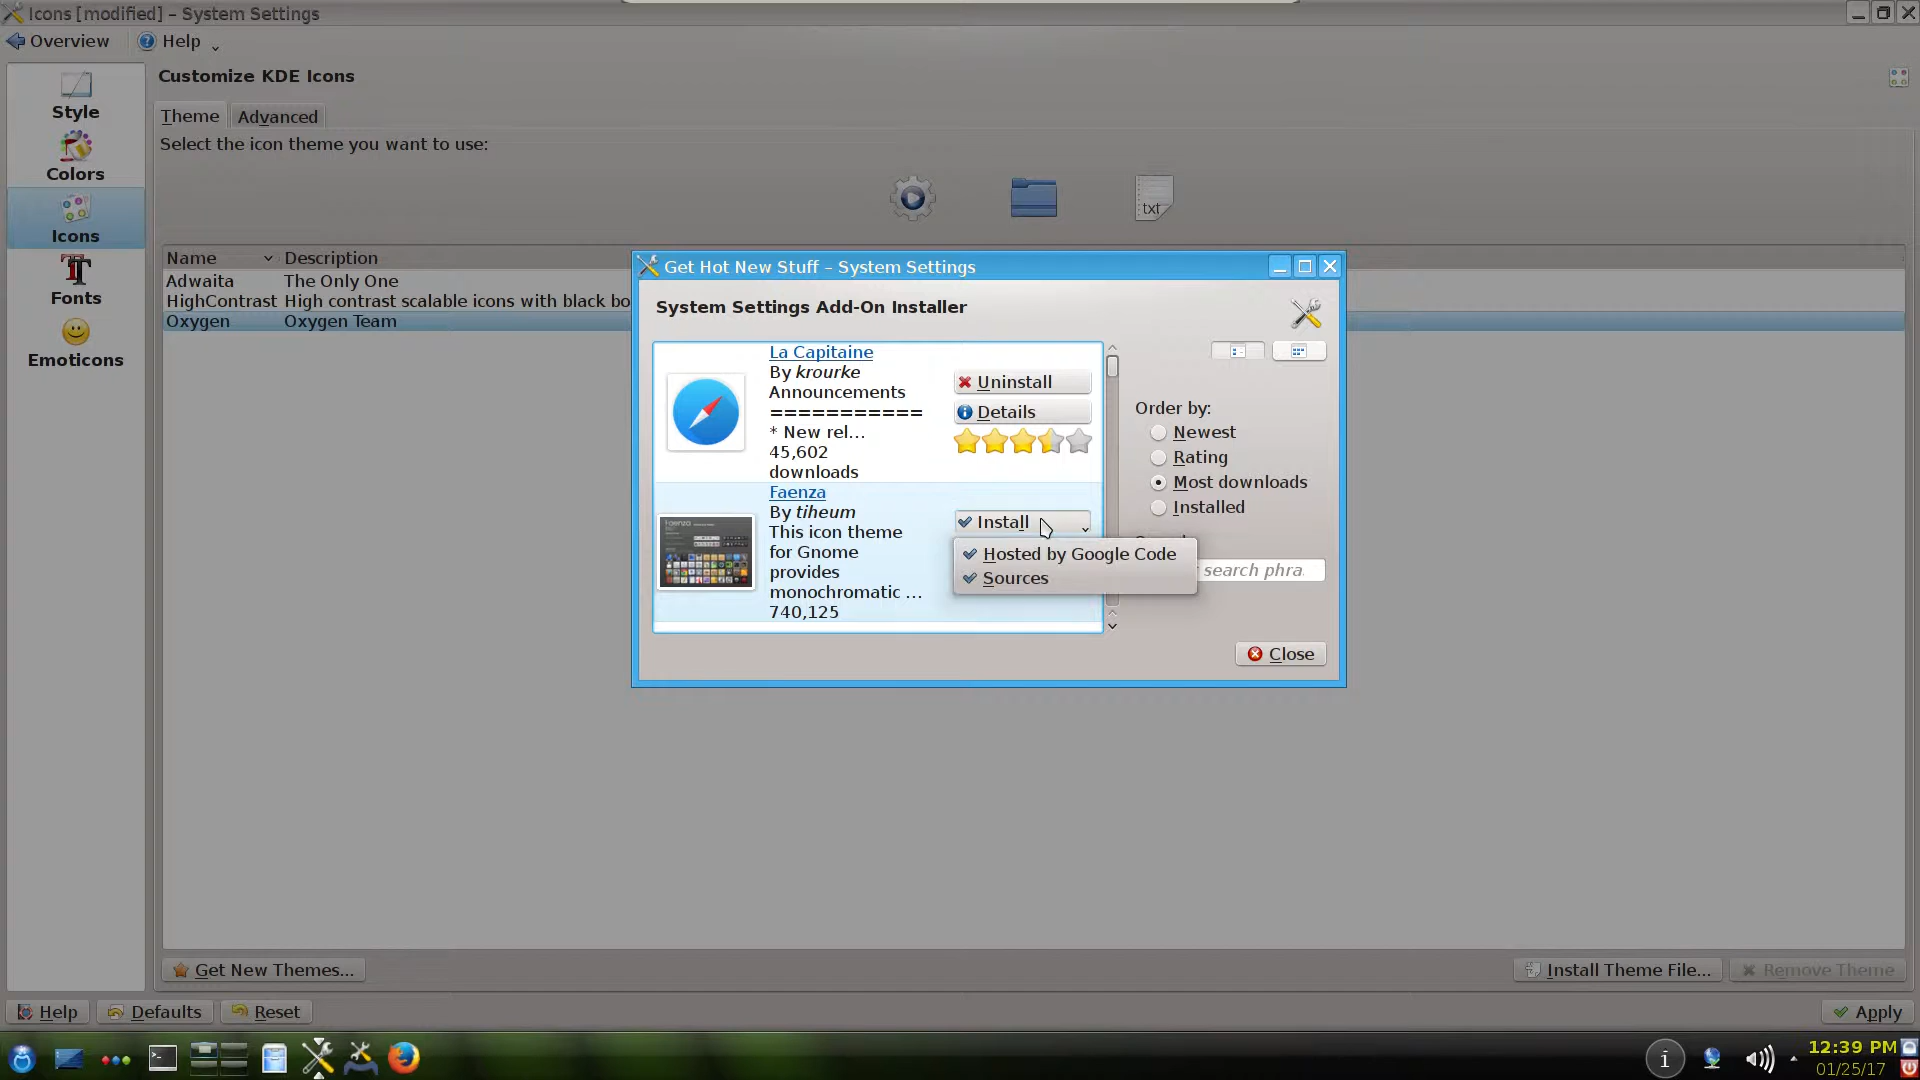 Icons [modified] – System Settings
Overview
Help
Customize KDE Icons
Theme
Advanced
Select the icon theme you want to use:
Style
Colors
Icons
Fonts
Emoticons
txt
Name
Description
Adwaita
The Only One
HighContrast
High contrast scalable icons with black bo
Oxygen
Oxygen Team
Get Hot New Stuff – System Settings
System Settings Add-On Installer
La Capitaine
By krourke
Announcements
===========
* New rel...
45,602
downloads
Uninstall
Details
Faenza
By tiheum
This icon theme
for Gnome
provides
monochromatic ...
740,125
Install
Hosted by Google Code
Sources
Order by:
Newest
Rating
Most downloads
Installed
search phra
Close
Get New Themes...
Install Theme File...
Remove Theme
Help
Defaults
Reset
Apply
12:39 PM
01/25/17